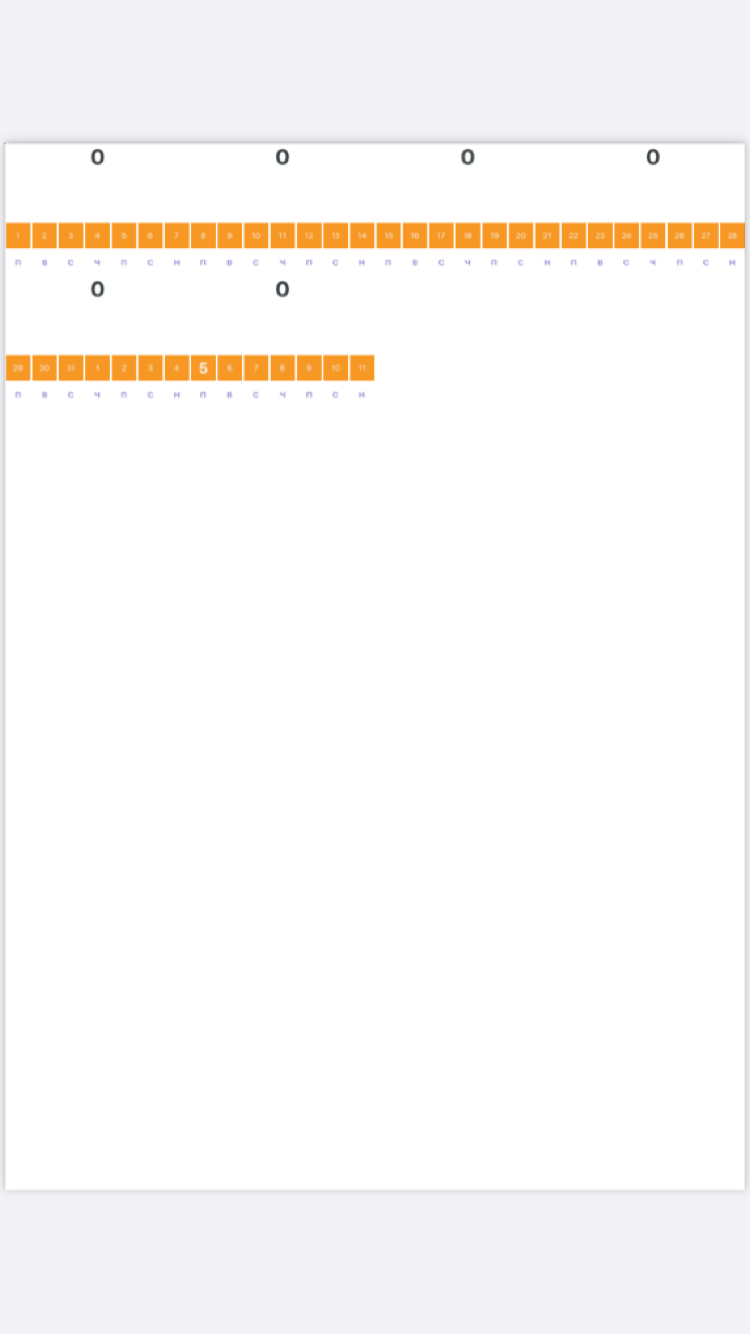 0 0 0 0
1 2 3 4 5 6 7 8 9 10 11 12 13 14 15 16 17 18 19 20 21 22 23 24 25 26 27 28
П В С Ч П С Н П В С Ч П С Н П В С Ч П С Н П В С Ч П С Н
0 0
29 30 31 1 2 3 4 5 6 7 8 9 10 11
П В С Ч П С Н П В С Ч П С Н